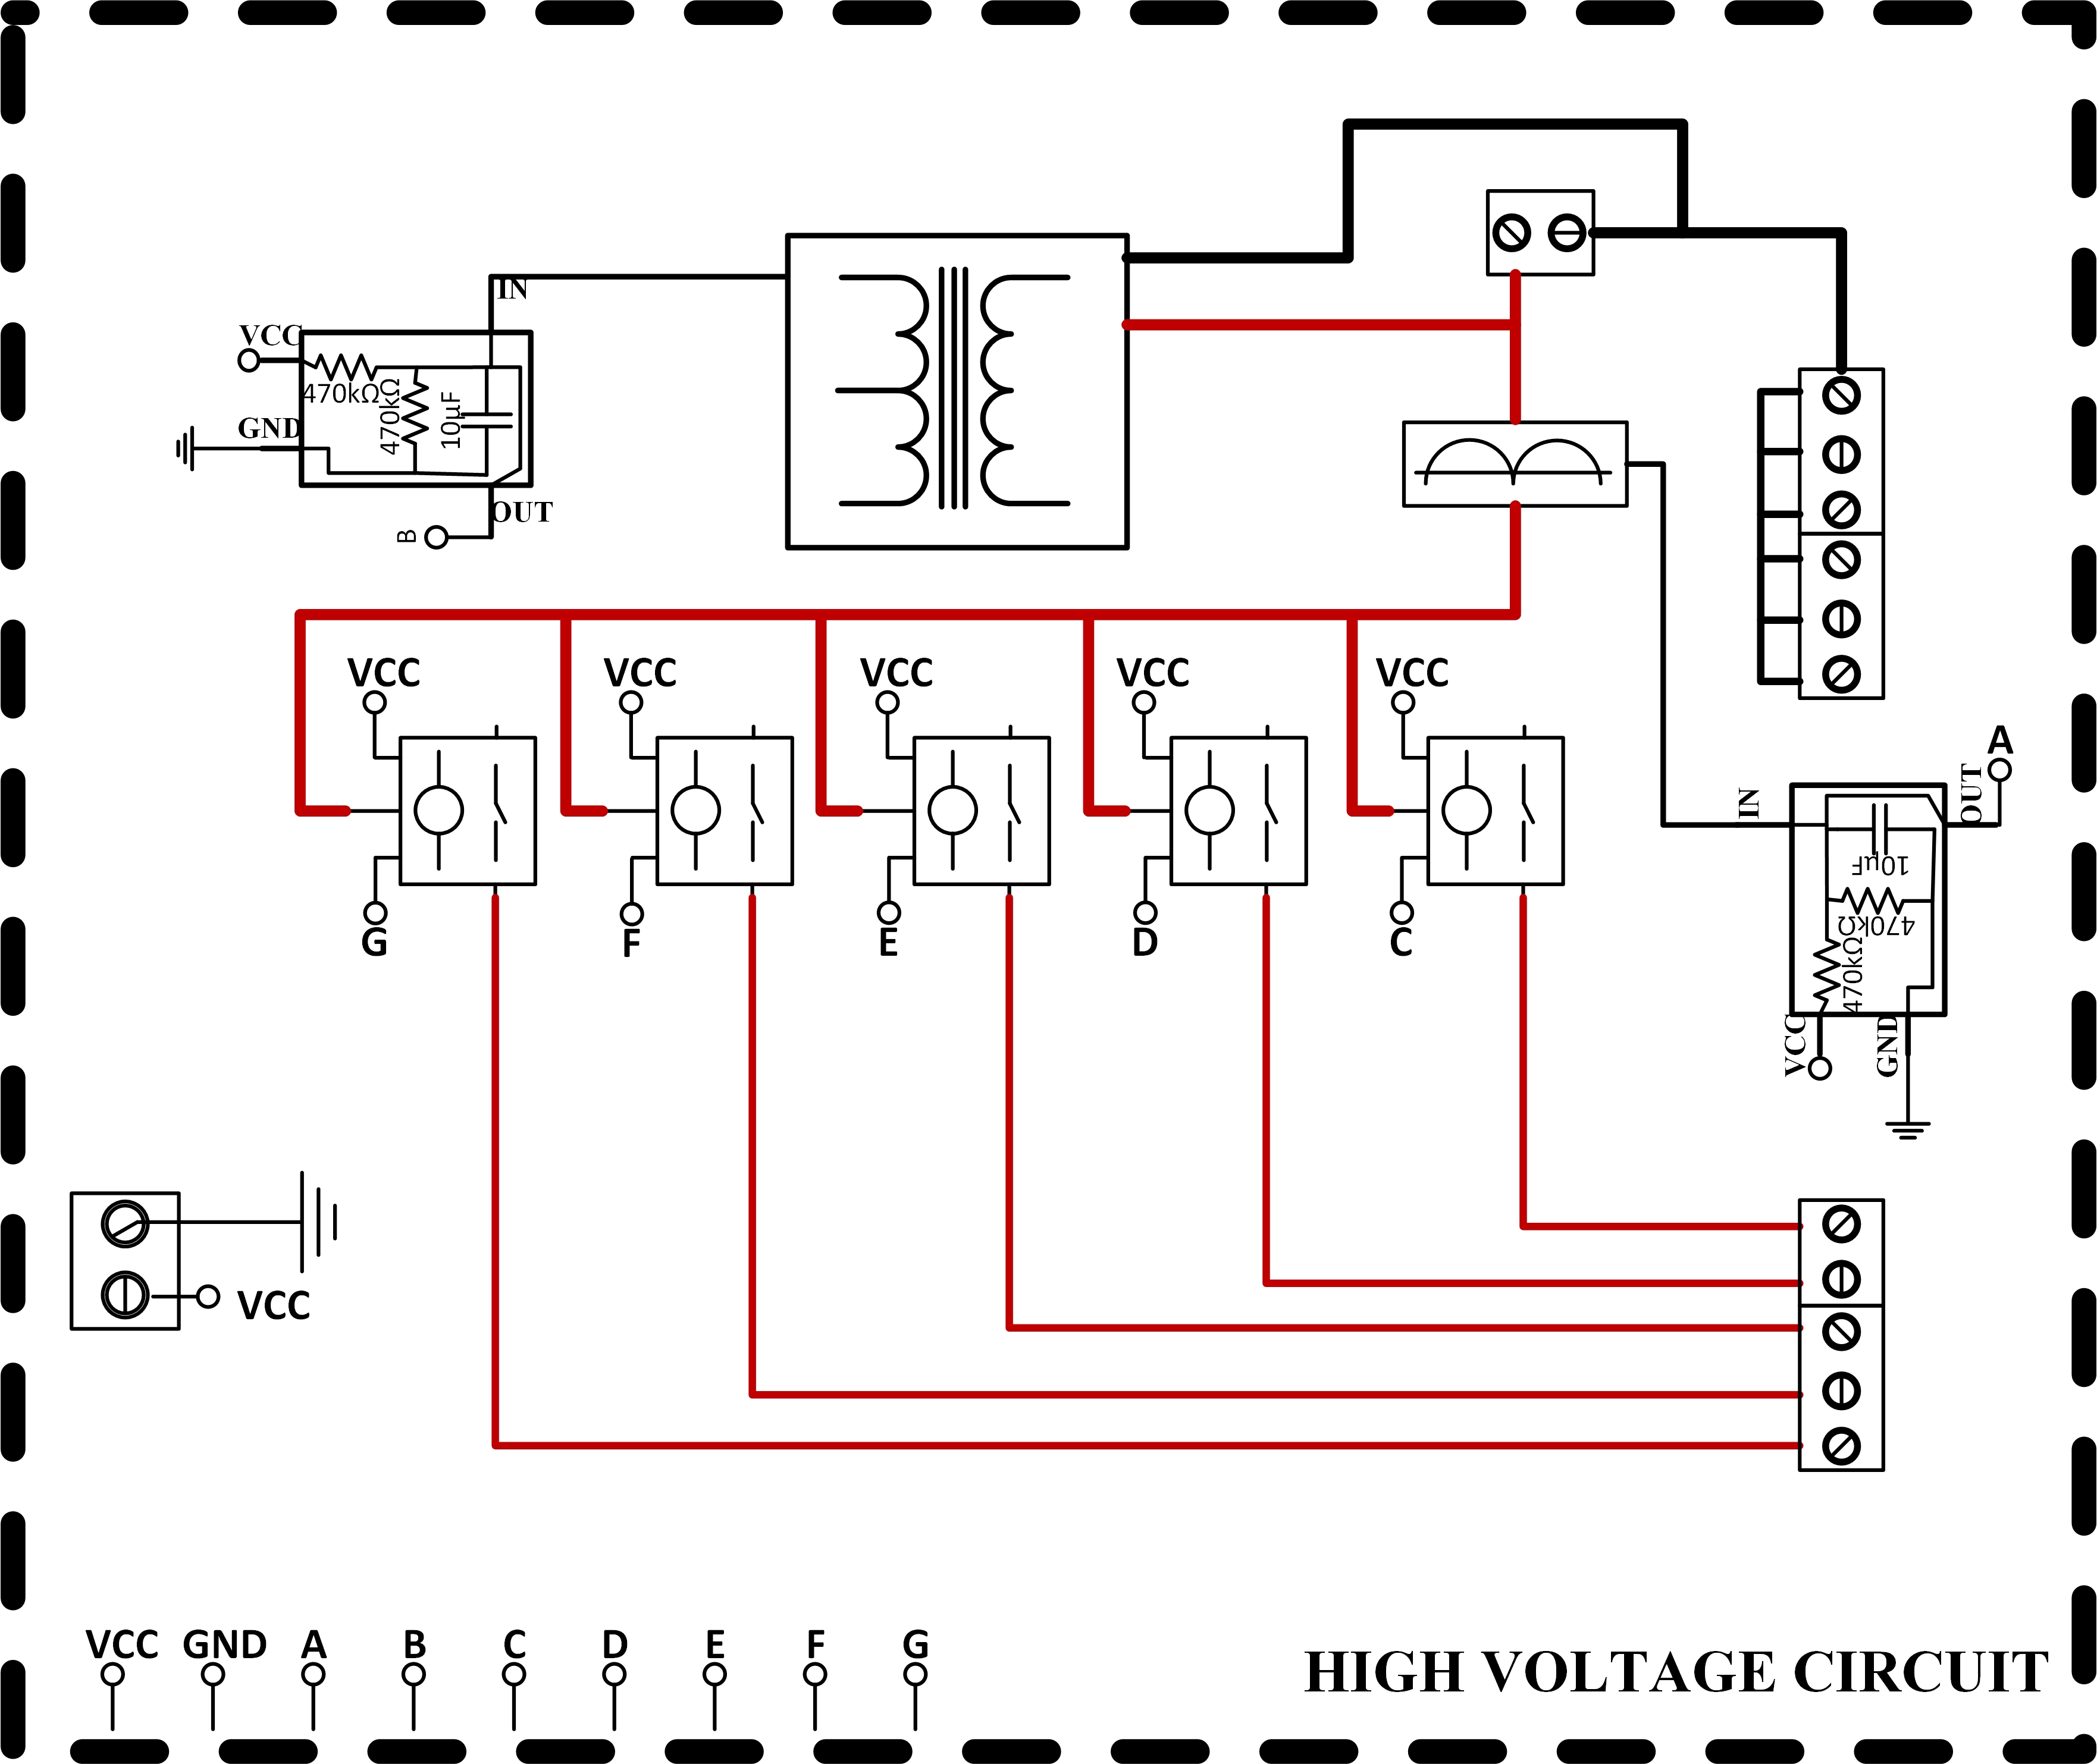 IN
VCC
470kΩ
470kΩ
10μF
GND
OUT
B
VCC
VCC
VCC
VCC
VCC
G
F
E
D
C
A
IN
OUT
10μF
470kΩ
470kΩ
VCC
GND
VCC
VCC GND A B C D E F G
HIGH VOLTAGE CIRCUIT